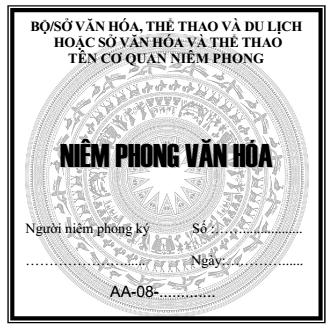 BỘ/SỞ VĂN HÓA, THỂ THAO VÀ DU LỊCH
HOẶC SỞ VĂN HÓA VÀ THỂ THAO
TÊN CƠ QUAN NIÊM PHONG
NIÊM PHONG VĂN HÓA
Người niêm phong ký Số :........................
................................ Ngày:...................
AA-08-.............